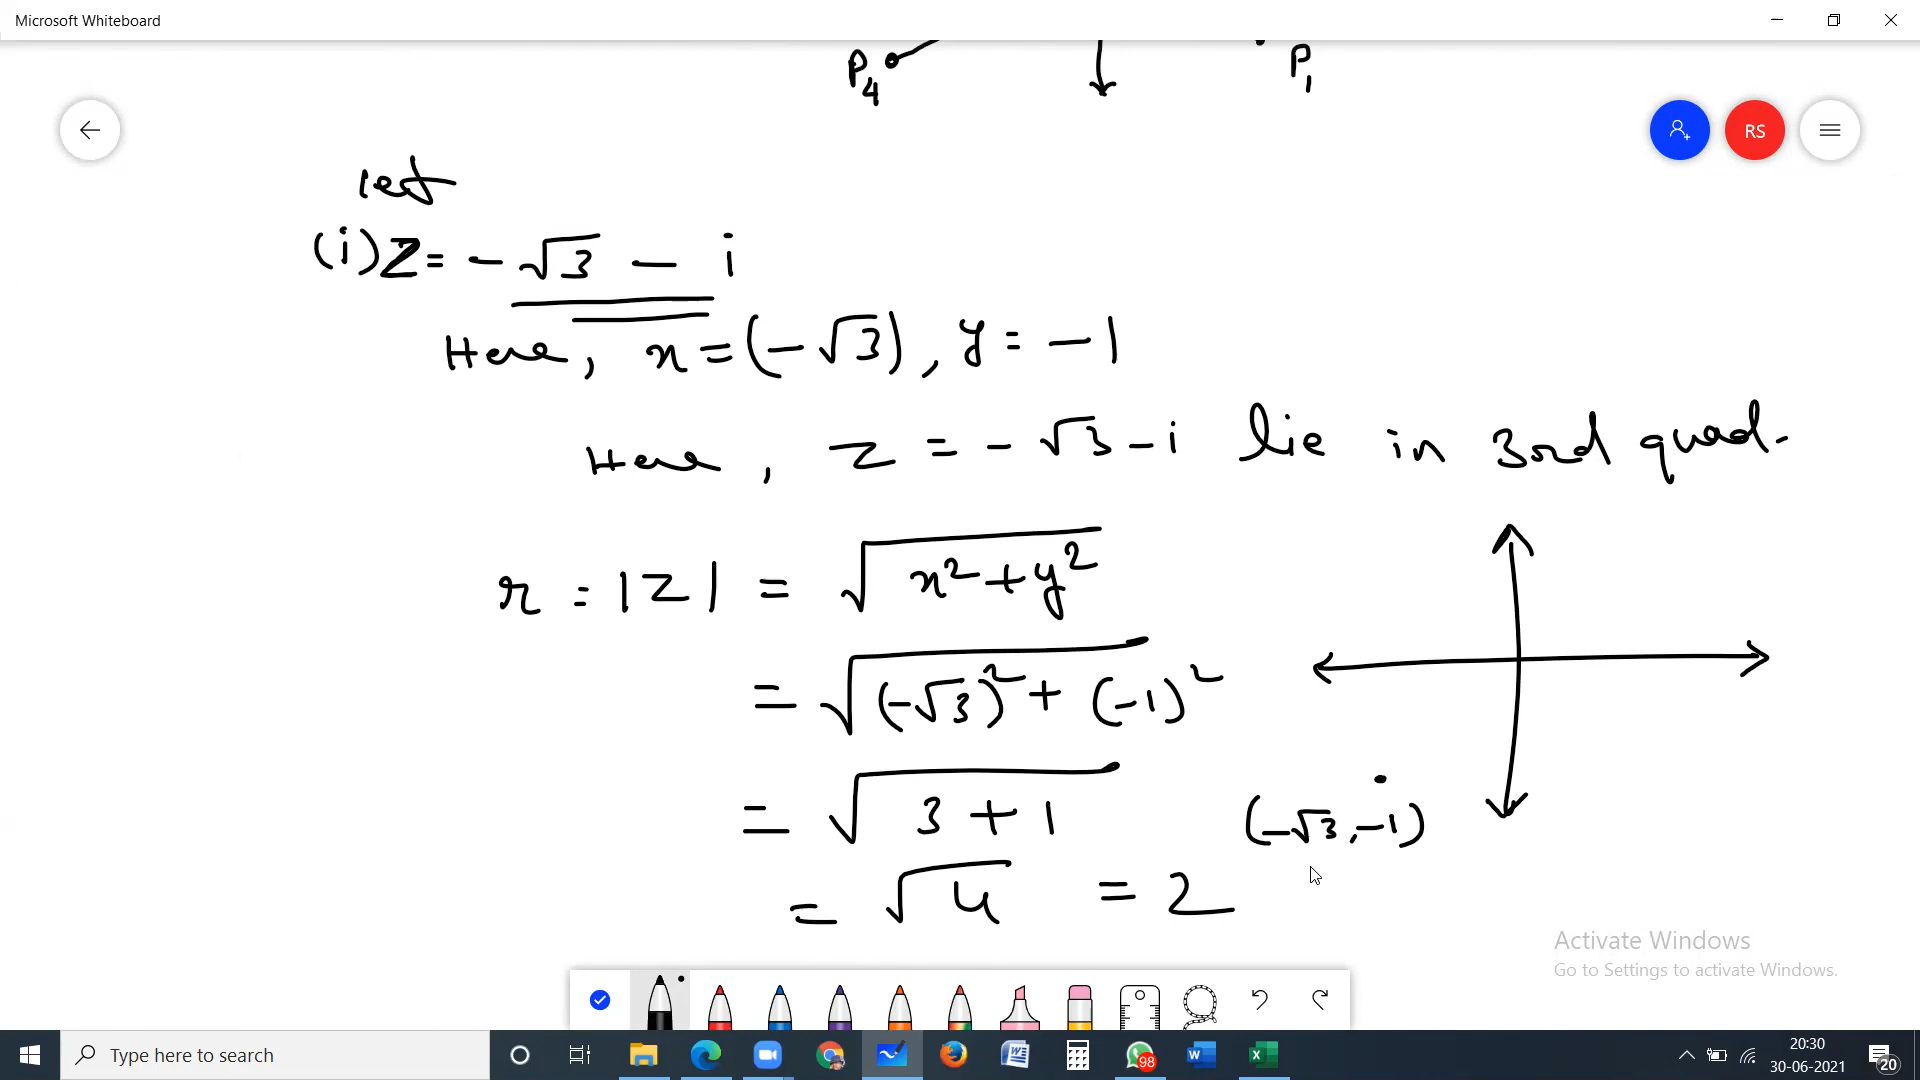 Microsoft Whiteboard
P4 P1
RS
Let
(i) Z = -√3 - i
Here, x = (-√3), y = -1
Here, z = -√3 - i lie in 3rd quad.
r = |Z| = √(x² + y²)
= √((-√3)² + (-1)²)
= √(3 + 1)
(-√3, -1)
= √4 = 2
Activate Windows
Go to Settings to activate Windows.
Type here to search
98
20:30
30-06-2021
20